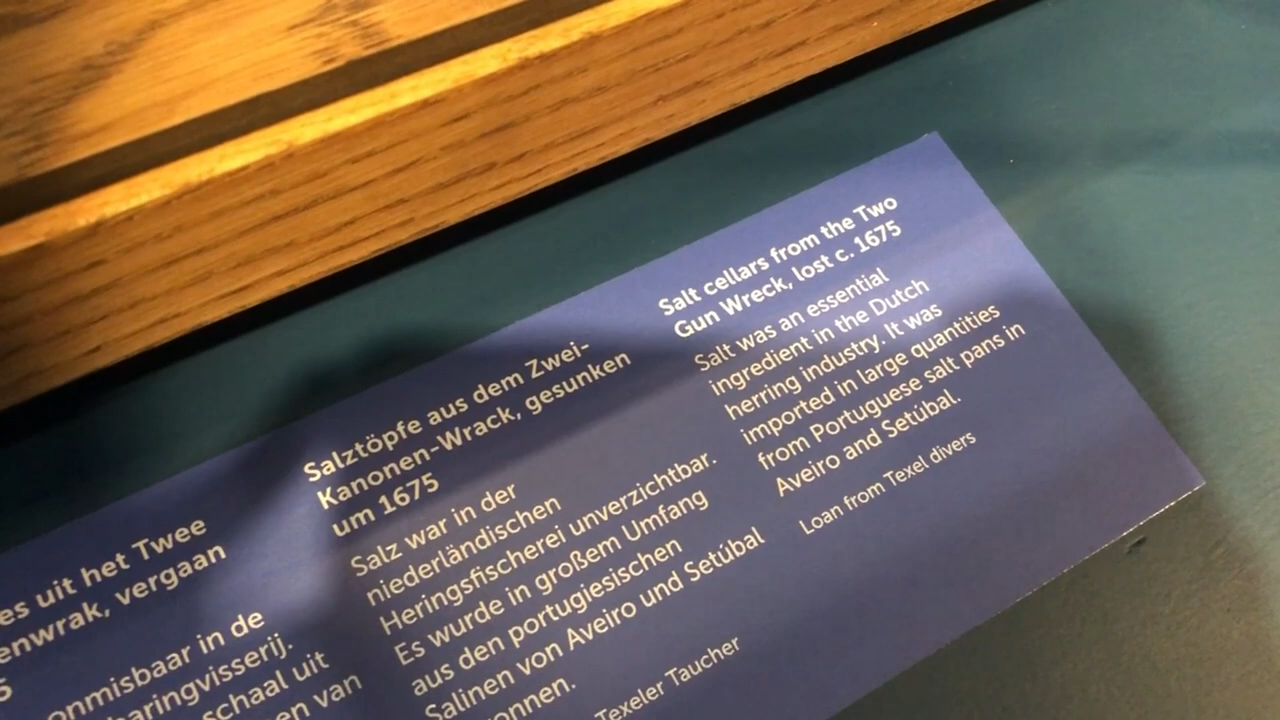 es uit het Twee
enwrak, vergaan
5
onmisbaar in de
haringvisserij.
schaal uit
en van
Salztöpfe aus dem Zwei-
Kanonen-Wrack, gesunken
um 1675
Salz war in der
niederländischen
Heringsfischerei unverzichtbar.
Es wurde in großem Umfang
aus den portugiesischen
Salinen von Aveiro und Setúbal
onnen.
Texeler Taucher
Salt cellars from the Two
Gun Wreck, lost c. 1675
Salt was an essential
ingredient in the Dutch
herring industry. It was
imported in large quantities
from Portuguese salt pans in
Aveiro and Setúbal.
Loan from Texel divers